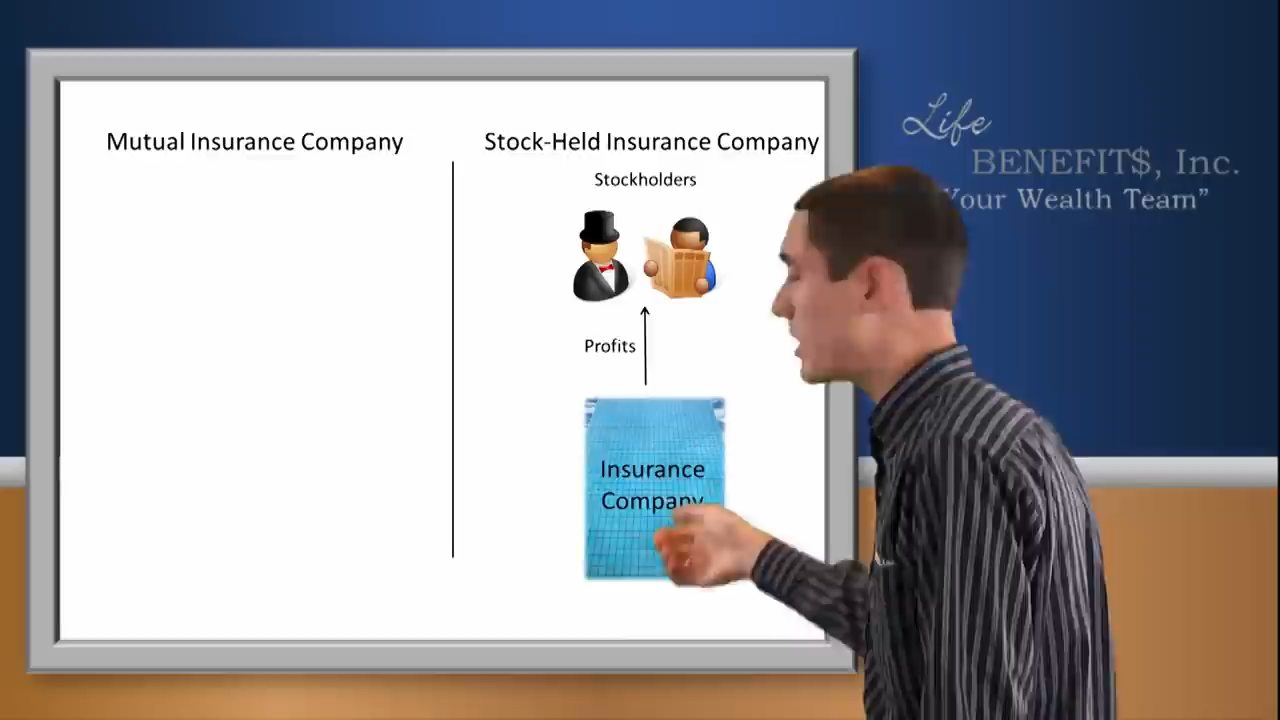 Mutual Insurance Company
Stock-Held Insurance Company
Stockholders
Profits
Insurance
Company
Life
BENEFIT$, Inc.
Your Wealth Team”